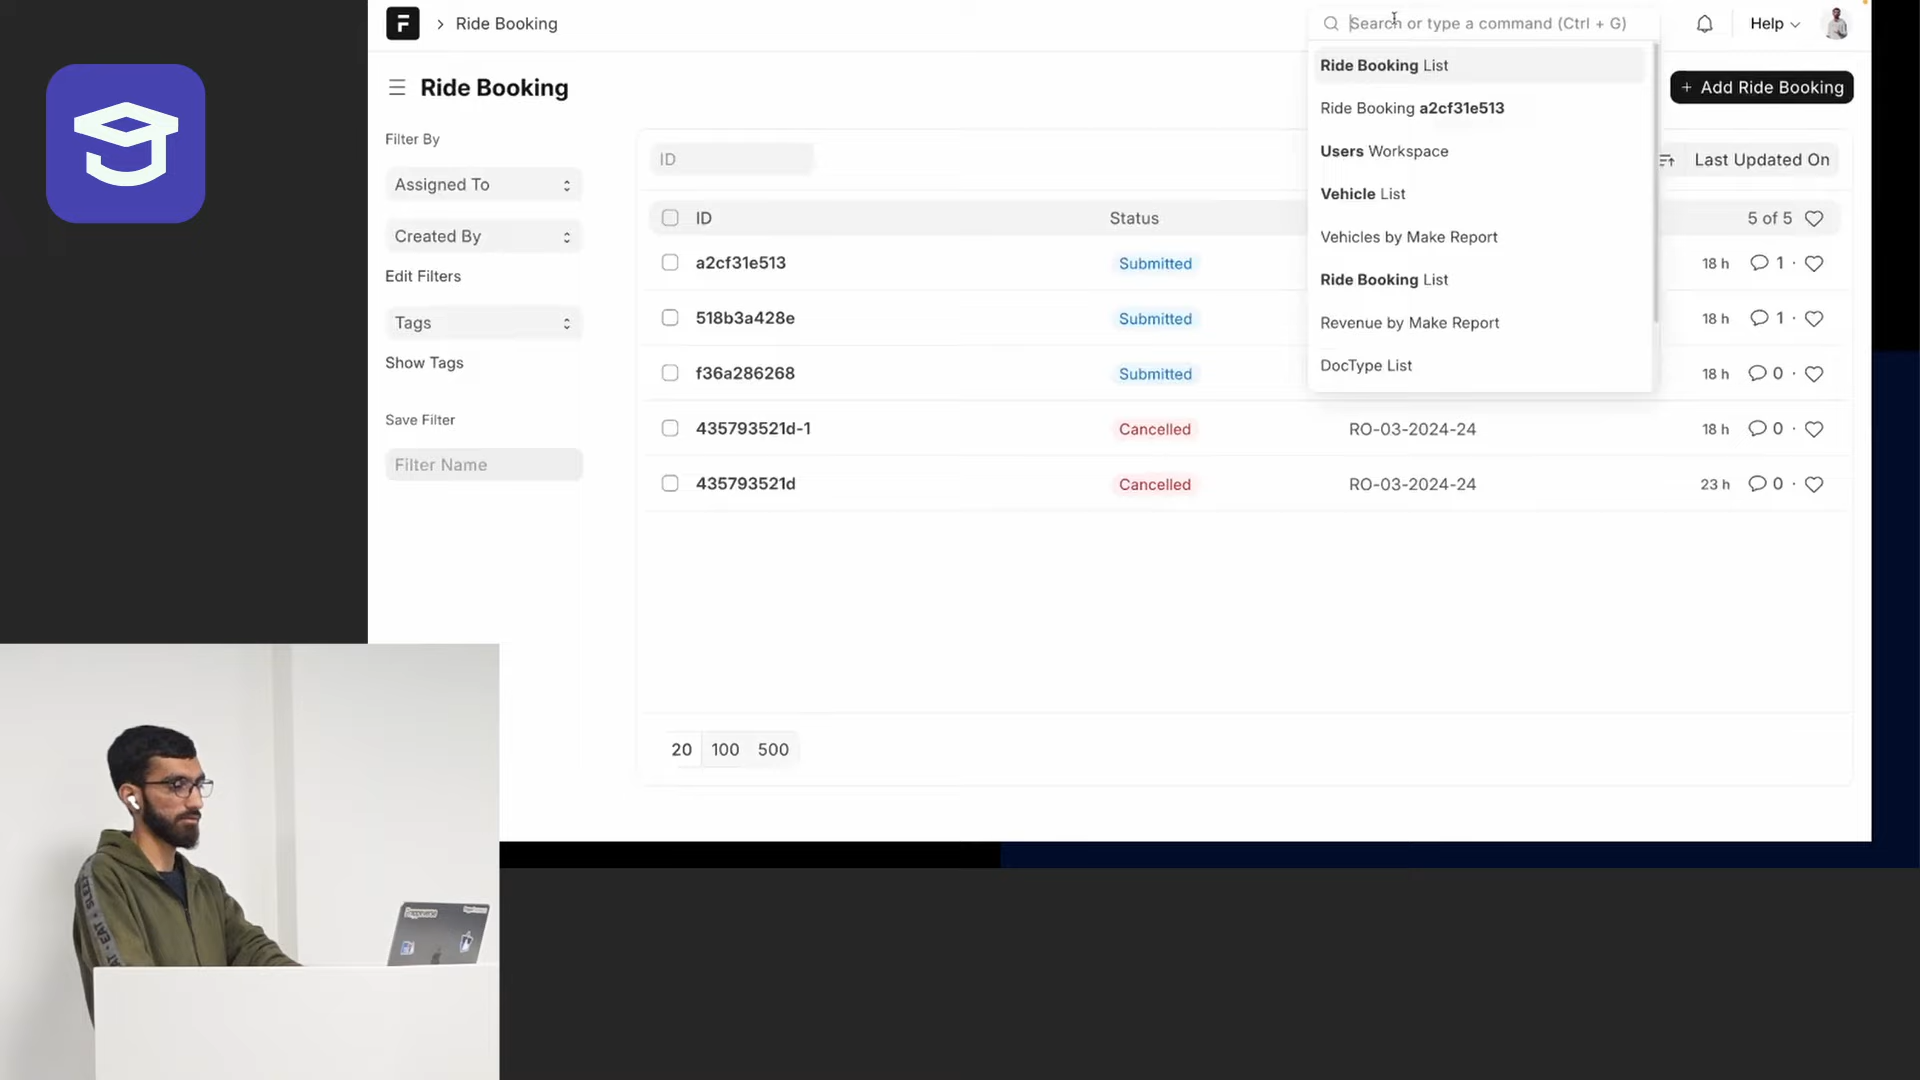 Ride Booking
Search or type a command (Ctrl + G)
Help
Ride Booking
+ Add Ride Booking
Ride Booking List
Ride Booking a2cf31e513
Users Workspace
Vehicle List
Vehicles by Make Report
Ride Booking List
Revenue by Make Report
DocType List
Filter By
Assigned To
Created By
Edit Filters
Tags
Show Tags
Save Filter
Filter Name
ID
Last Updated On
ID Status 5 of 5
a2cf31e513 Submitted 18 h 1
518b3a428e Submitted 18 h 1
f36a286268 Submitted 18 h 0
435793521d-1 Cancelled RO-03-2024-24 18 h 0
435793521d Cancelled RO-03-2024-24 23 h 0
20 100 500
EAT • SLEE
EAT